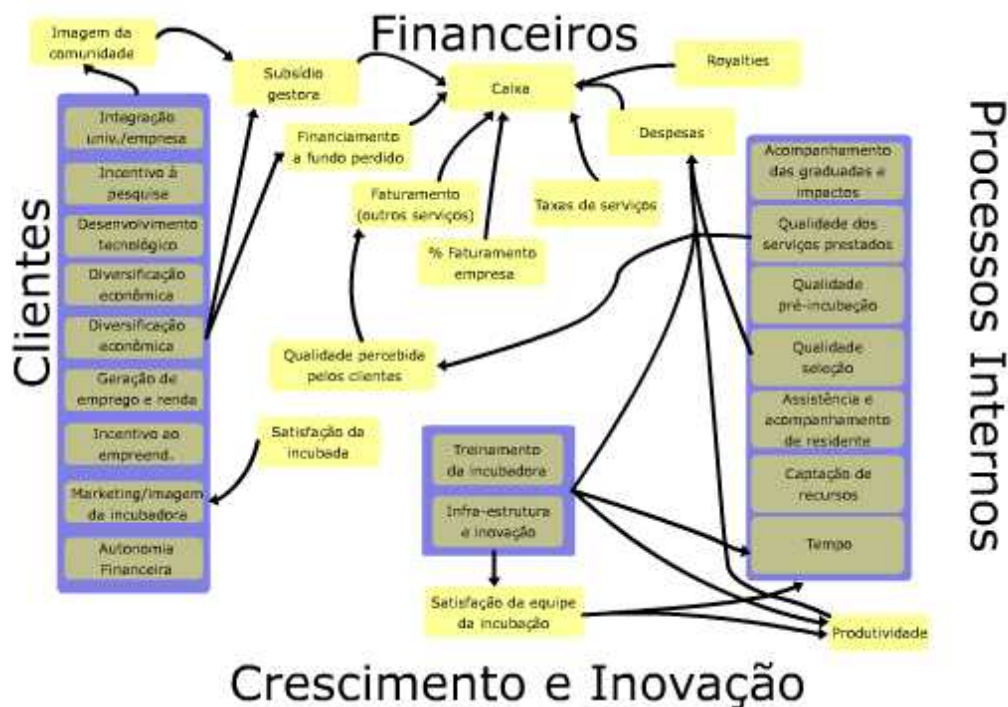 Financeiros
Imagem da
comunidade
Subsídio
gestora
Caixa
Royalties
Despesas
Financiamento
a fundo perdido
Faturamento
(outros serviços)
% Faturamento
empresa
Taxas de serviços
Clientes
Integração
univ./empresa
Incentivo à
pesquisa
Desenvolvimento
tecnológico
Diversificação
econômica
Diversificação
econômica
Geração de
emprego e renda
Incentivo ao
empreend.
Marketing/imagem
da incubadora
Autonomia
Financeira
Qualidade percebida
pelos clientes
Satisfação da
incubada
Treinamento
da incubadora
Infra-estrutura
e inovação
Satisfação da equipe
da incubação
Processos Internos
Acompanhamento
das graduadas e
impactos
Qualidade dos
serviços prestados
Qualidade
pré-incubação
Qualidade
seleção
Assistência e
acompanhamento
de residente
Captação de
recursos
Tempo
Produtividade
Crescimento e Inovação